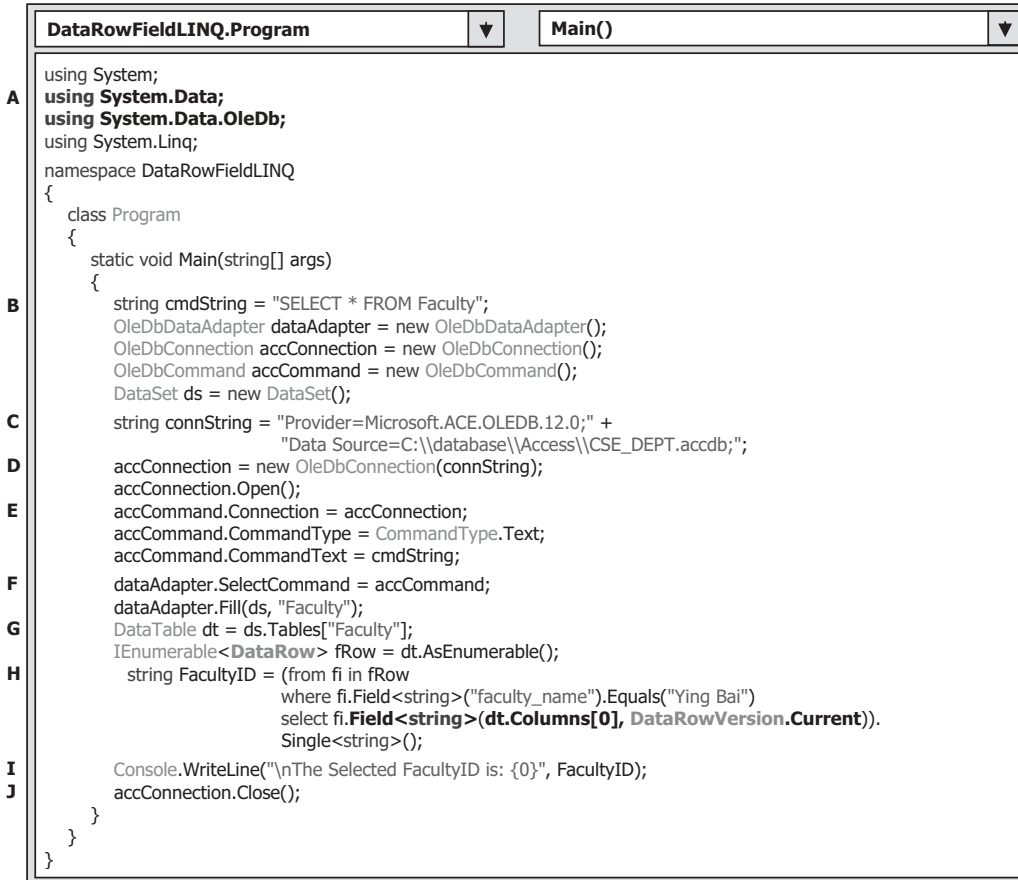 DataRowFieldLINQ.Program Main()
using System;
A using System.Data;
using System.Data.OleDb;
using System.Linq;
namespace DataRowFieldLINQ
{
class Program
{
static void Main(string[] args)
{
B string cmdString = "SELECT * FROM Faculty";
OleDbDataAdapter dataAdapter = new OleDbDataAdapter();
OleDbConnection accConnection = new OleDbConnection();
OleDbCommand accCommand = new OleDbCommand();
DataSet ds = new DataSet();
C string connString = "Provider=Microsoft.ACE.OLEDB.12.0;" +
"Data Source=C:\\database\\Access\\CSE_DEPT.accdb;";
D accConnection = new OleDbConnection(connString);
accConnection.Open();
E accCommand.Connection = accConnection;
accCommand.CommandType = CommandType.Text;
accCommand.CommandText = cmdString;
F dataAdapter.SelectCommand = accCommand;
dataAdapter.Fill(ds, "Faculty");
G DataTable dt = ds.Tables["Faculty"];
IEnumerable<DataRow> fRow = dt.AsEnumerable();
H string FacultyID = (from fi in fRow
where fi.Field<string>("faculty_name").Equals("Ying Bai")
select fi.Field<string>(dt.Columns[0], DataRowVersion.Current)).
Single<string>();
I Console.WriteLine("\nThe Selected FacultyID is: {0}", FacultyID);
J accConnection.Close();
}
}
}